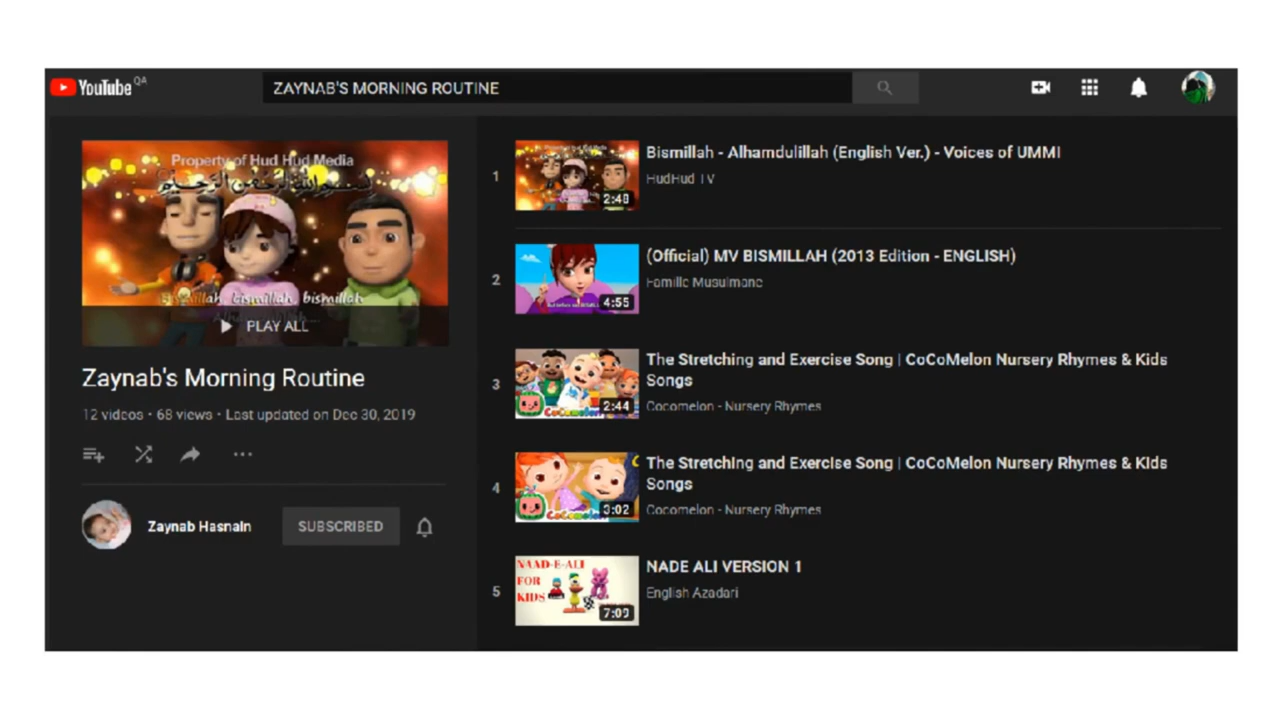 YouTube QA
ZAYNAB'S MORNING ROUTINE
Property of Hud Hud Media
بسم الله الرحمن الرحيم
Bismillah, bismillah, bismillah
PLAY ALL
Zaynab's Morning Routine
12 videos • 68 views • Last updated on Dec 30, 2019
Zaynab Hasnain
SUBSCRIBED
1
2:48
Bismillah - Alhamdulillah (English Ver.) - Voices of UMMI
HudHud TV
2
4:55
(Official) MV BISMILLAH (2013 Edition - ENGLISH)
Famille Musulmane
3
CoComelon
2:44
The Stretching and Exercise Song | CoCoMelon Nursery Rhymes & Kids
Songs
Cocomelon - Nursery Rhymes
4
CoComelon
3:02
The Stretching and Exercise Song | CoCoMelon Nursery Rhymes & Kids
Songs
Cocomelon - Nursery Rhymes
5
NAAD-E-ALI
FOR
KIDS
7:09
NADE ALI VERSION 1
English Azadari